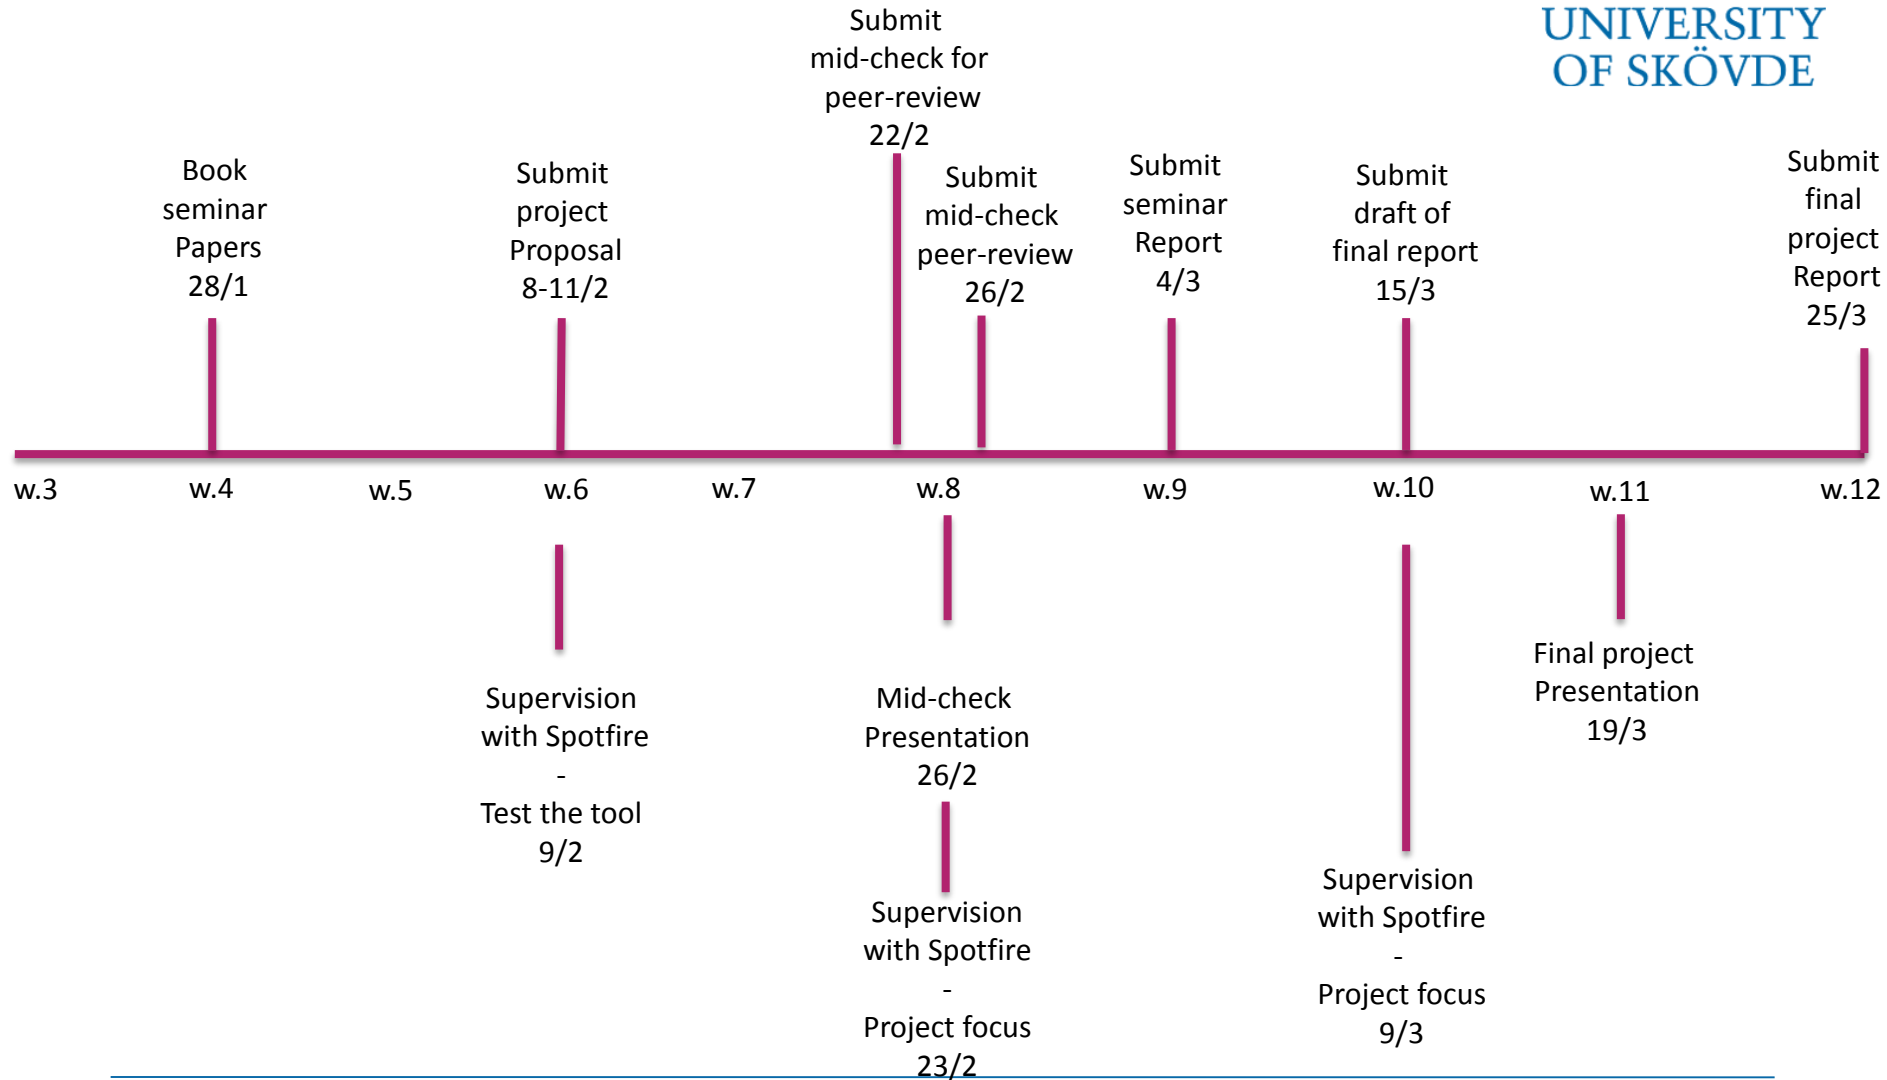 UNIVERSITY
OF SKÖVDE
Submit
mid-check for
peer-review
22/2
Book
seminar
Papers
28/1
Submit
project
Proposal
8-11/2
Submit
mid-check
peer-review
26/2
Submit
seminar
Report
4/3
Submit
draft of
final report
15/3
Submit
final
project
Report
25/3
w.3
w.4
w.5
w.6
w.7
w.8
w.9
w.10
w.11
w.12
Supervision
with Spotfire
-
Test the tool
9/2
Mid-check
Presentation
26/2
Supervision
with Spotfire
-
Project focus
23/2
Supervision
with Spotfire
-
Project focus
9/3
Final project
Presentation
19/3